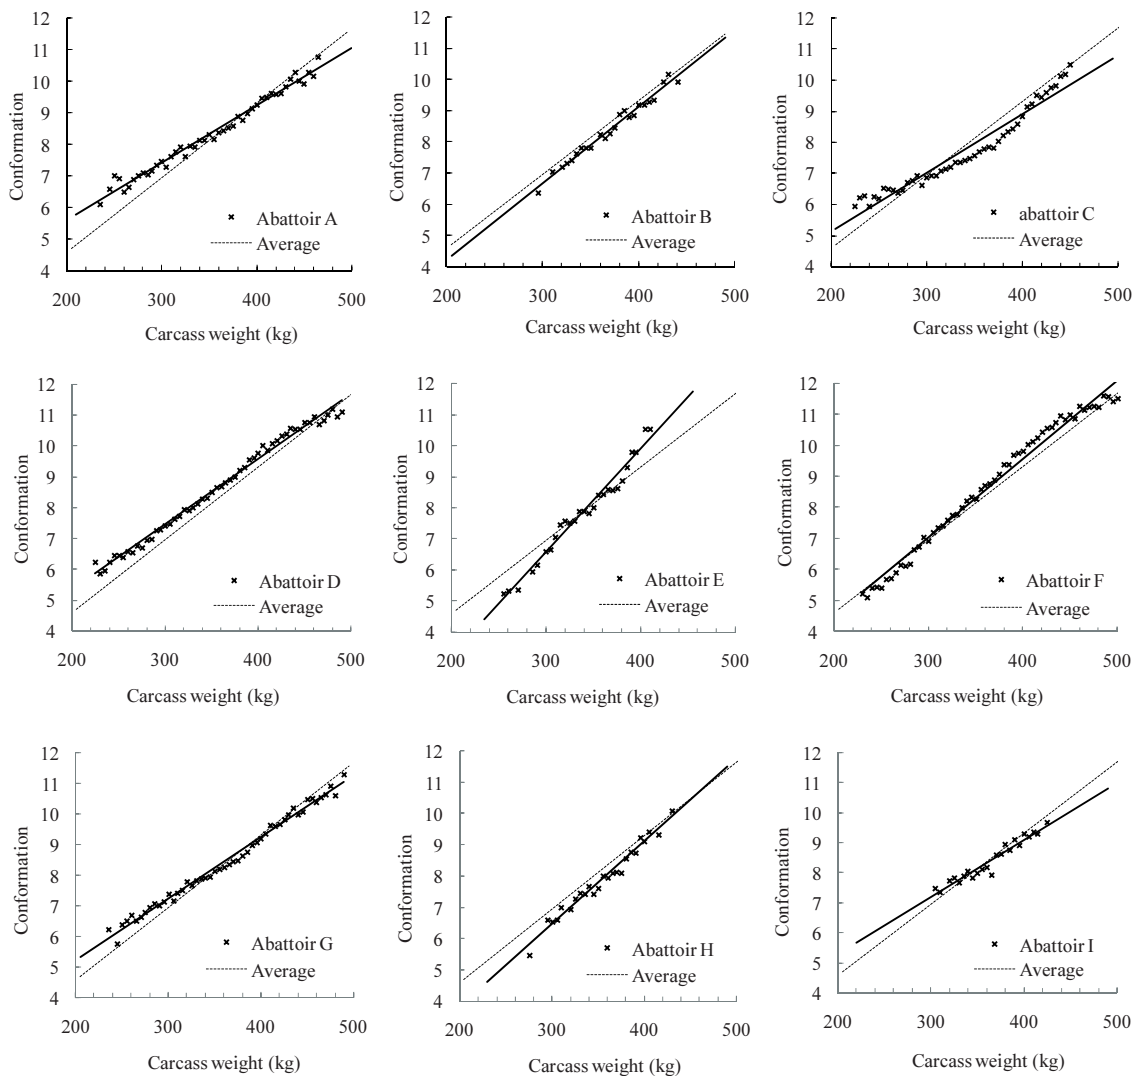 12
11
10
9
8
7
6
5
4
Conformation
Abattoir A
Average
200 300 400 500
Carcass weight (kg)
12
11
10
9
8
7
6
5
4
Conformation
Abattoir B
Average
200 300 400 500
Carcass weight (kg)
12
11
10
9
8
7
6
5
4
Conformation
abattoir C
Average
200 300 400 500
Carcass weight (kg)
12
11
10
9
8
7
6
5
4
Conformation
Abattoir D
Average
200 300 400 500
Carcass weight (kg)
12
11
10
9
8
7
6
5
4
Conformation
Abattoir E
Average
200 300 400 500
Carcass weight (kg)
12
11
10
9
8
7
6
5
4
Conformation
Abattoir F
Average
200 300 400 500
Carcass weight (kg)
12
11
10
9
8
7
6
5
4
Conformation
Abattoir G
Average
200 300 400 500
Carcass weight (kg)
12
11
10
9
8
7
6
5
4
Conformation
Abattoir H
Average
200 300 400 500
Carcass weight (kg)
12
11
10
9
8
7
6
5
4
Conformation
Abattoir I
Average
200 300 400 500
Carcass weight (kg)